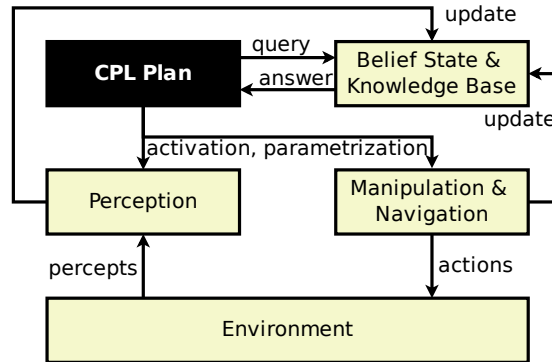 update
query
CPL Plan
Belief State &
Knowledge Base
answer
update
activation, parametrization
Perception
Manipulation &
Navigation
percepts
actions
Environment